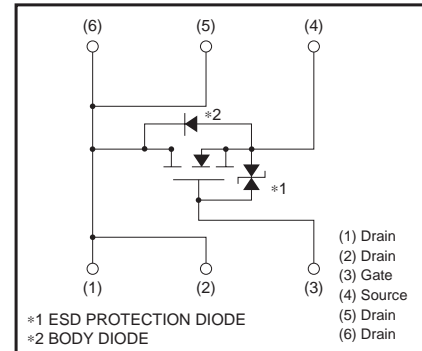 (6) (5) (4)
∗2
∗1
(1) (2) (3)
(1) Drain
(2) Drain
(3) Gate
(4) Source
(5) Drain
(6) Drain
∗1 ESD PROTECTION DIODE
∗2 BODY DIODE